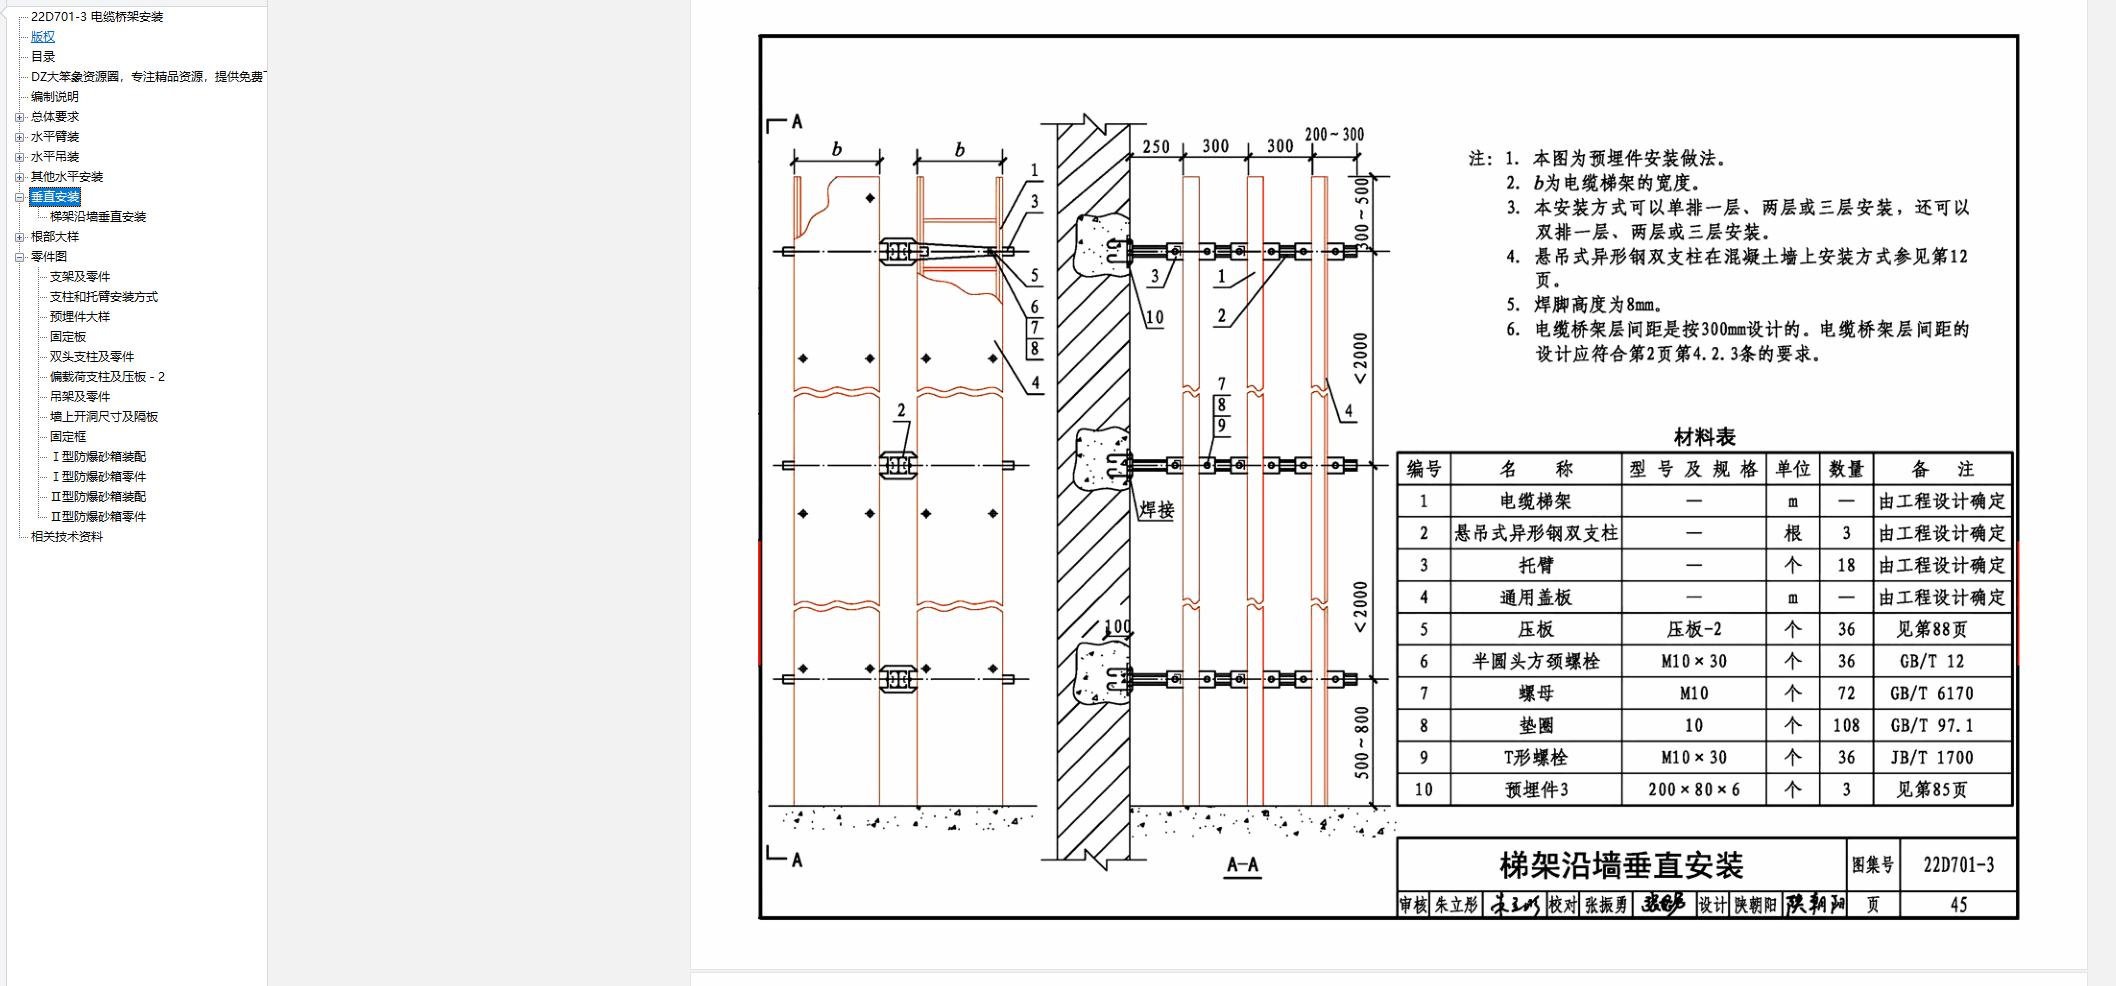 22D701-3 电缆桥架安装
版权
目录
DZ大笨象资源圈，专注精品资源，提供免费
编制说明
总体要求
水平臂装
水平吊装
其他水平安装
垂直安装
梯架沿墙垂直安装
根部大样
零件图
支架及零件
支柱和托臂安装方式
预埋件大样
固定板
双头支柱及零件
偏载荷支柱及压板 - 2
吊架及零件
墙上开洞尺寸及隔板
固定框
Ⅰ型防爆砂箱装配
Ⅰ型防爆砂箱零件
Ⅱ型防爆砂箱装配
Ⅱ型防爆砂箱零件
相关技术资料
A
b
b
1
3
5
6
7
8
4
2
A
250
300
300
200~300
300~500
3
1
2
10
<2000
7
8
9
4
焊接
<2000
100
500~800
A-A
注: 1. 本图为预埋件安装做法。
2. b为电缆梯架的宽度。
3. 本安装方式可以单排一层、两层或三层安装，还可以
双排一层、两层或三层安装。
4. 悬吊式异形钢双支柱在混凝土墙上安装方式参见第12
页。
5. 焊脚高度为8mm。
6. 电缆桥架层间距是按300mm设计的。电缆桥架层间距的
设计应符合第2页第4.2.3条的要求。
材料表
编号 名 称 型 号 及 规 格 单位 数量 备 注
1 电缆梯架 — m — 由工程设计确定
2 悬吊式异形钢双支柱 — 根 3 由工程设计确定
3 托臂 — 个 18 由工程设计确定
4 通用盖板 — m — 由工程设计确定
5 压板 压板-2 个 36 见第88页
6 半圆头方颈螺栓 M10×30 个 36 GB/T 12
7 螺母 M10 个 72 GB/T 6170
8 垫圈 10 个 108 GB/T 97.1
9 T形螺栓 M10×30 个 36 JB/T 1700
10 预埋件3 200×80×6 个 3 见第85页
梯架沿墙垂直安装 图集号 22D701-3
审核 朱立彤 校对 张振勇 设计 陕朝阳 陕朝阳 页 45